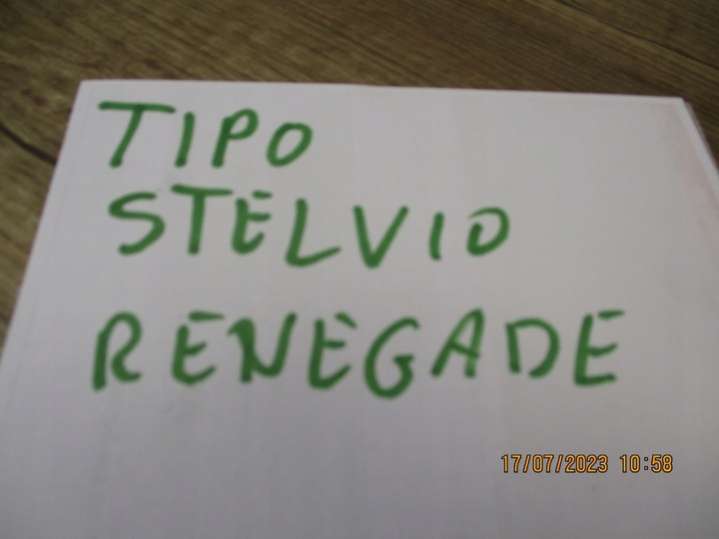 TIPO
STELVIO
RENEGADE
17/07/2023 10:58